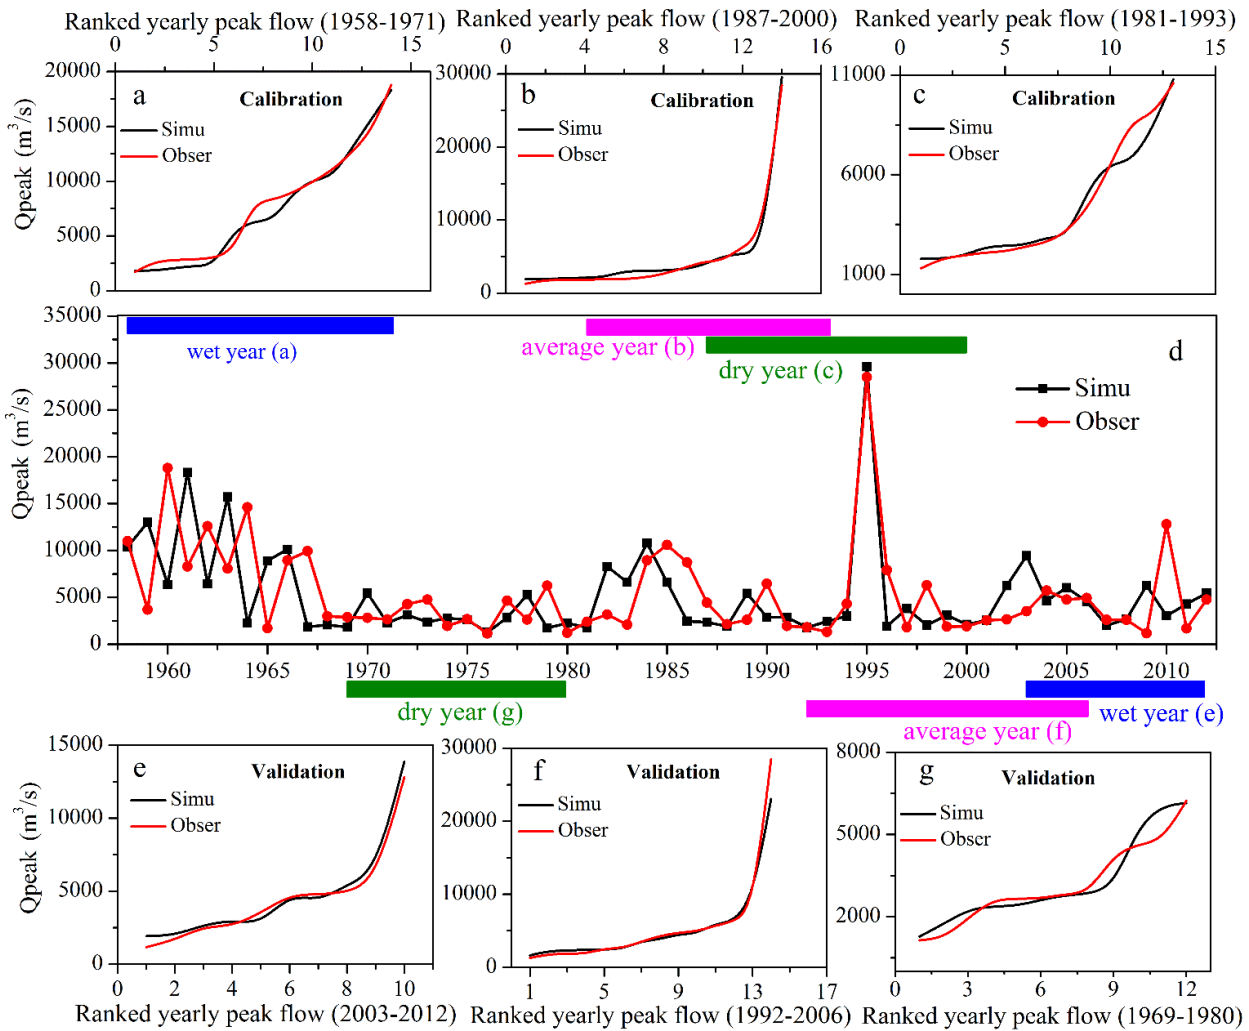 Ranked yearly peak flow (1958-1971)
0 5 10 15
Qpeak (m³/s)
20000
15000
10000
5000
0
a
Calibration
Simu
Obser
Ranked yearly peak flow (1987-2000)
0 4 8 12 16
30000
20000
10000
0
b
Calibration
Simu
Obser
Ranked yearly peak flow (1981-1993)
0 5 10 15
11000
6000
1000
c
Calibration
Simu
Obser
Qpeak (m³/s)
35000
30000
25000
20000
15000
10000
5000
0
wet year (a)
average year (b)
dry year (c)
d
Simu
Obser
1960 1965 1970 1975 1980 1985 1990 1995 2000 2005 2010
dry year (g)
average year (f)
wet year (e)
Qpeak (m³/s)
15000
10000
5000
0
e
Validation
Simu
Obser
0 2 4 6 8 10
Ranked yearly peak flow (2003-2012)
30000
20000
10000
0
f
Validation
Simu
Obser
1 5 9 13 17
Ranked yearly peak flow (1992-2006)
8000
5000
2000
g
Validation
Simu
Obser
0 3 6 9 12
Ranked yearly peak flow (1969-1980)